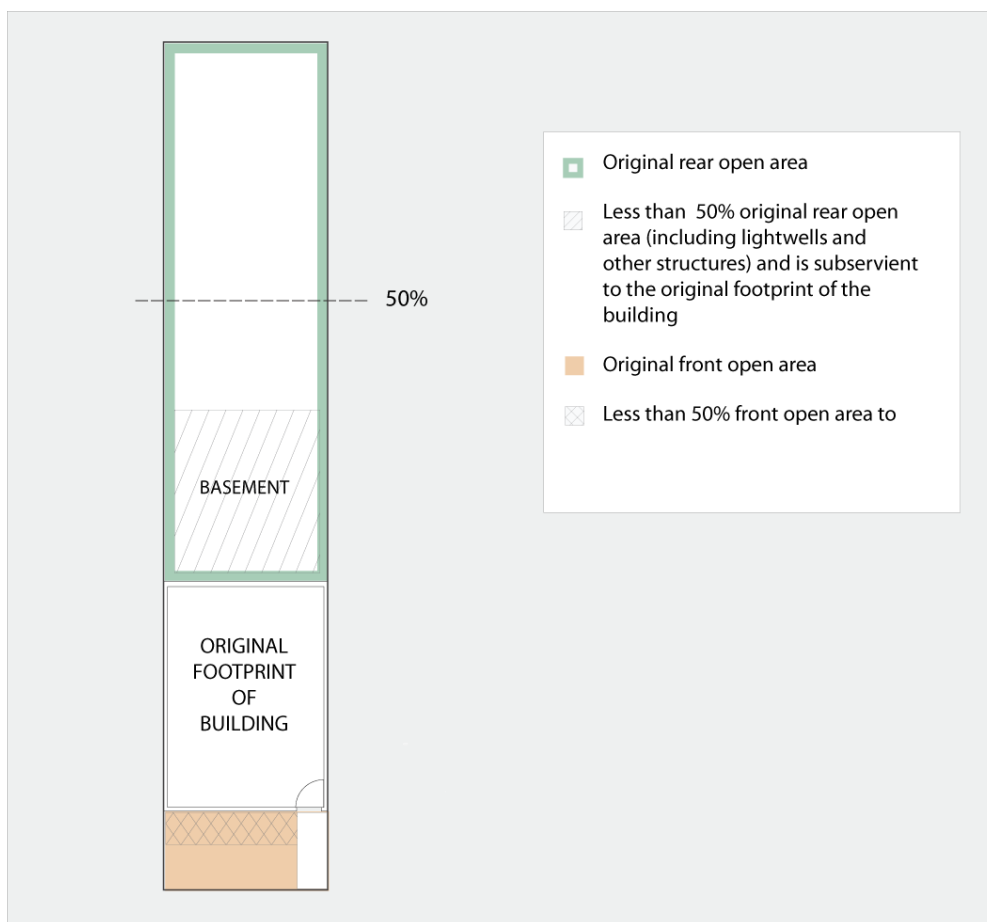 Original rear open area
Less than 50% original rear open
area (including lightwells and
other structures) and is subservient
to the original footprint of the
building
Original front open area
Less than 50% front open area to
50%
BASEMENT
ORIGINAL
FOOTPRINT
OF
BUILDING